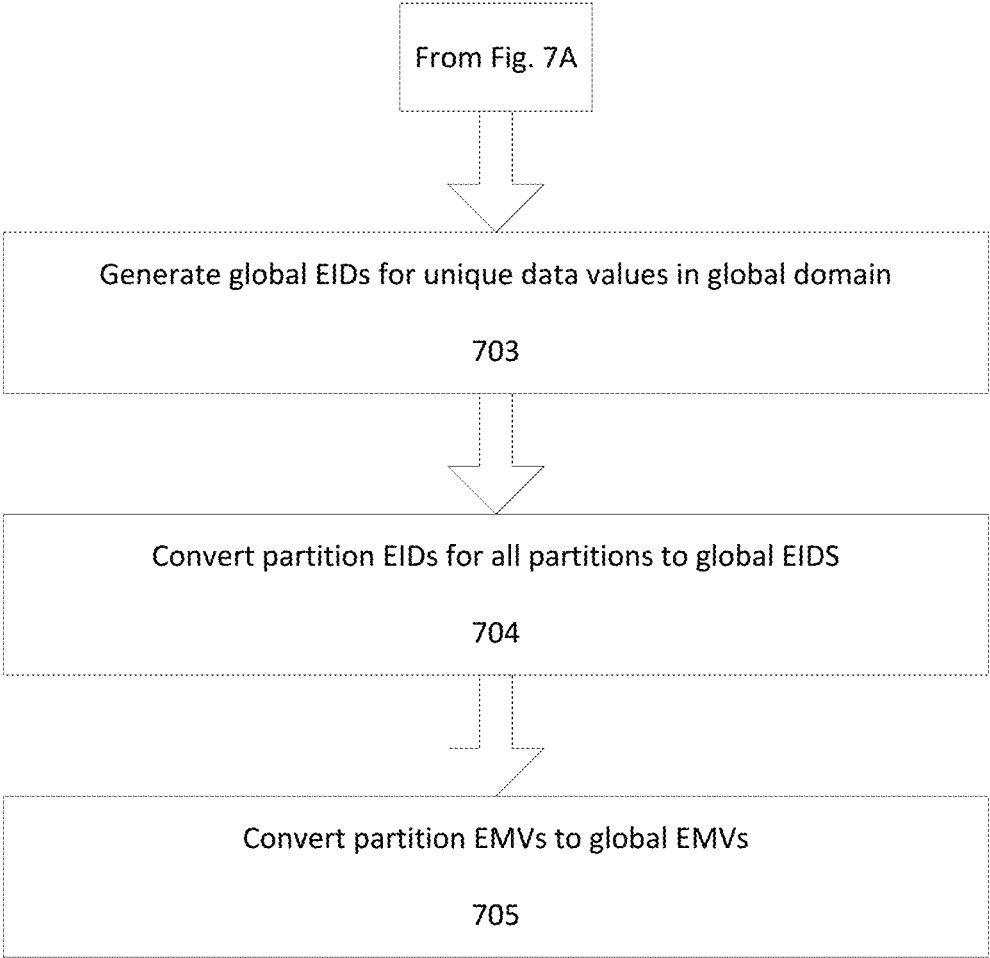 From Fig. 7A
Generate global EIDs for unique data values in global domain
703
Convert partition EIDs for all partitions to global EIDS
704
Convert partition EMVs to global EMVs
705